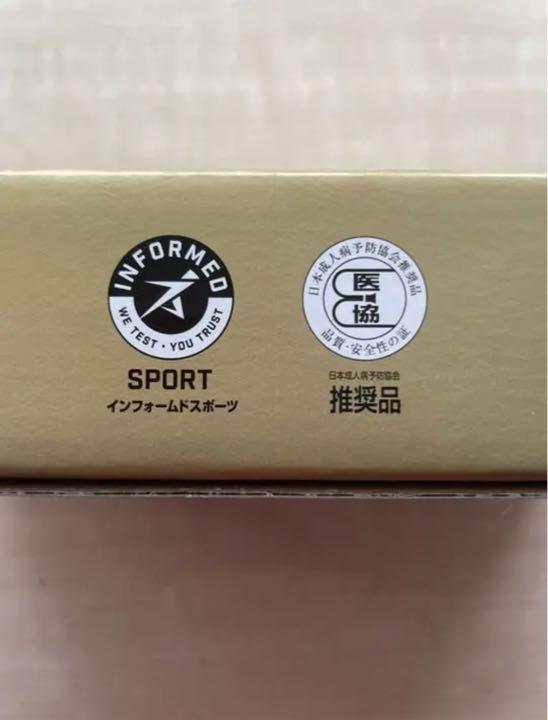 INFORMED
WE TEST・YOU TRUST
SPORT
インフォームドスポーツ
日本成人病予防協会推奨品
医
協
品質・安全性の証
日本成人病予防協会
推奨品